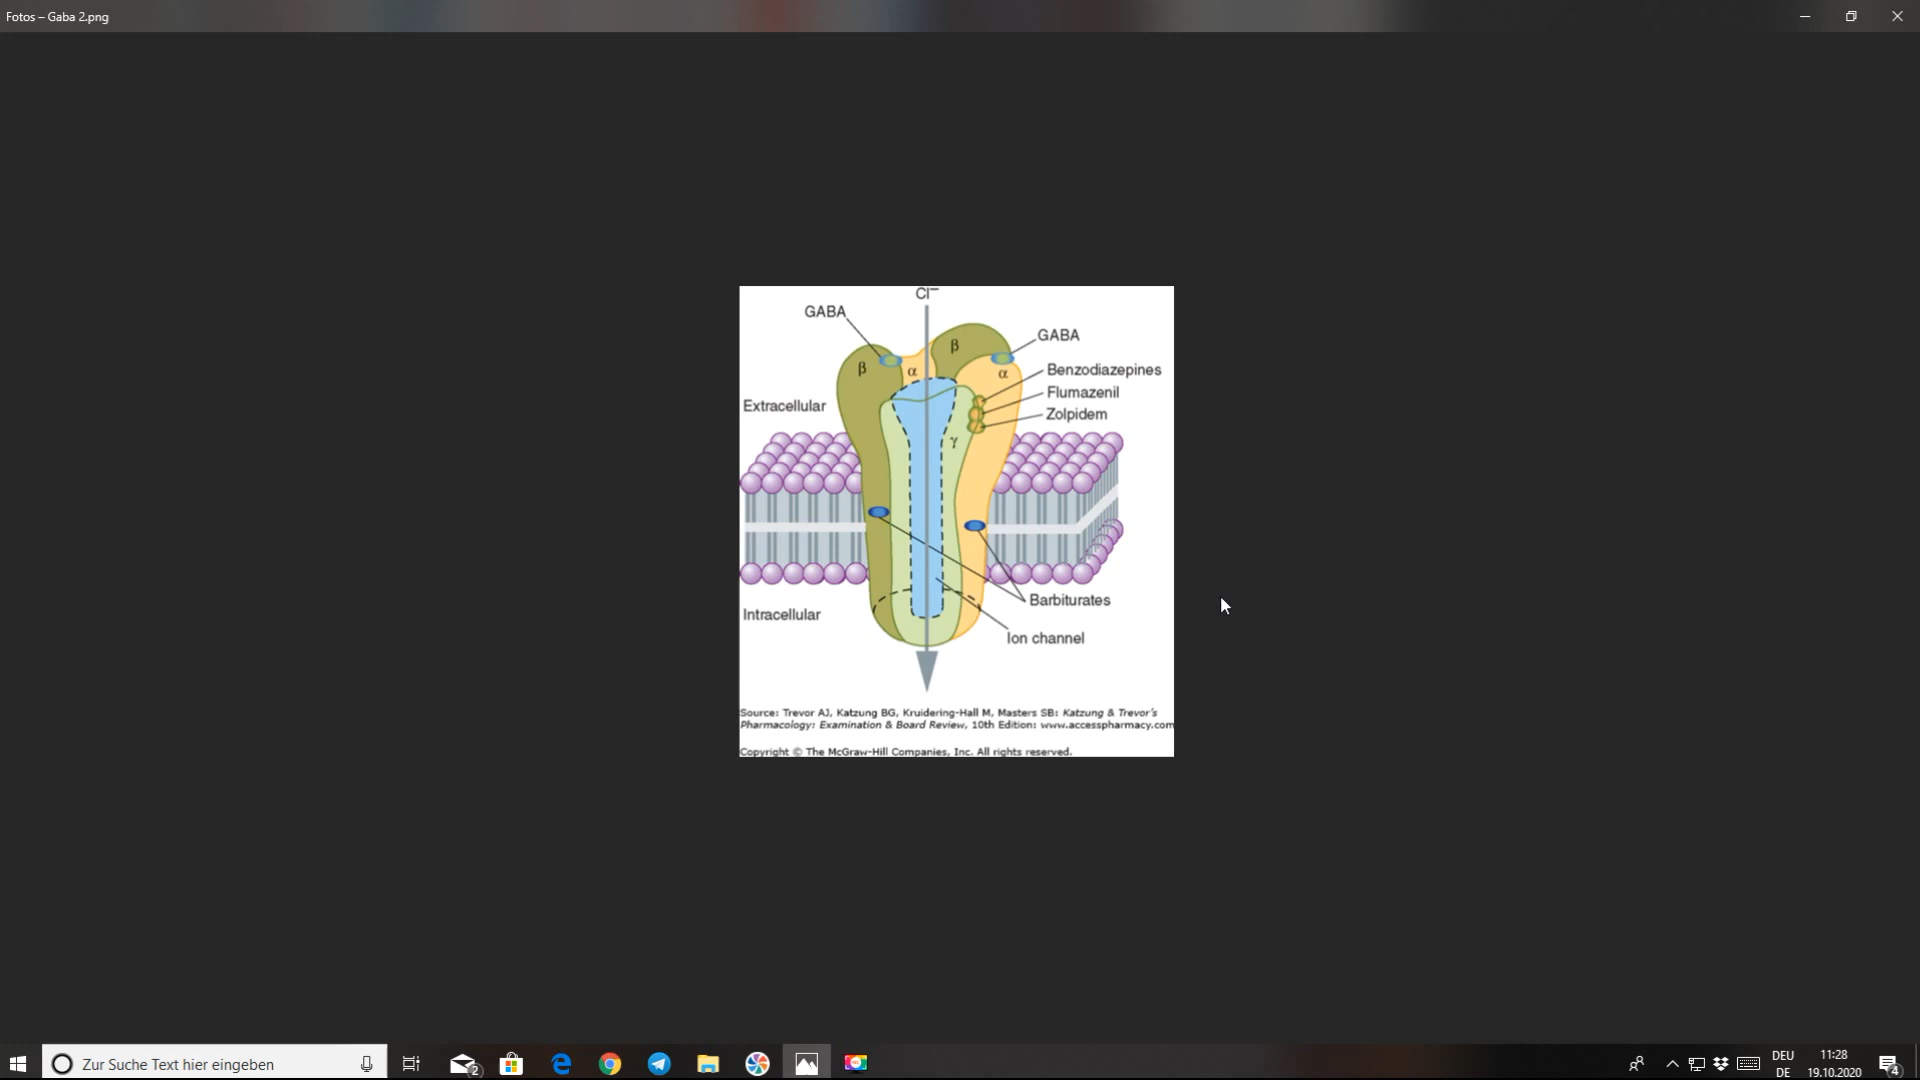 Fotos – Gaba 2.png
Cl⁻
GABA
GABA
β
β
α
α
Benzodiazepines
Flumazenil
Zolpidem
Extracellular
γ
Intracellular
Barbiturates
Ion channel
Source: Trevor AJ, Katzung BG, Kruidering-Hall M, Masters SB: Katzung & Trevor's
Pharmacology: Examination & Board Review, 10th Edition: www.accesspharmacy.com
Copyright © The McGraw-Hill Companies, Inc. All rights reserved.
Zur Suche Text hier eingeben
2
DEU
DE
11:28
19.10.2020
4